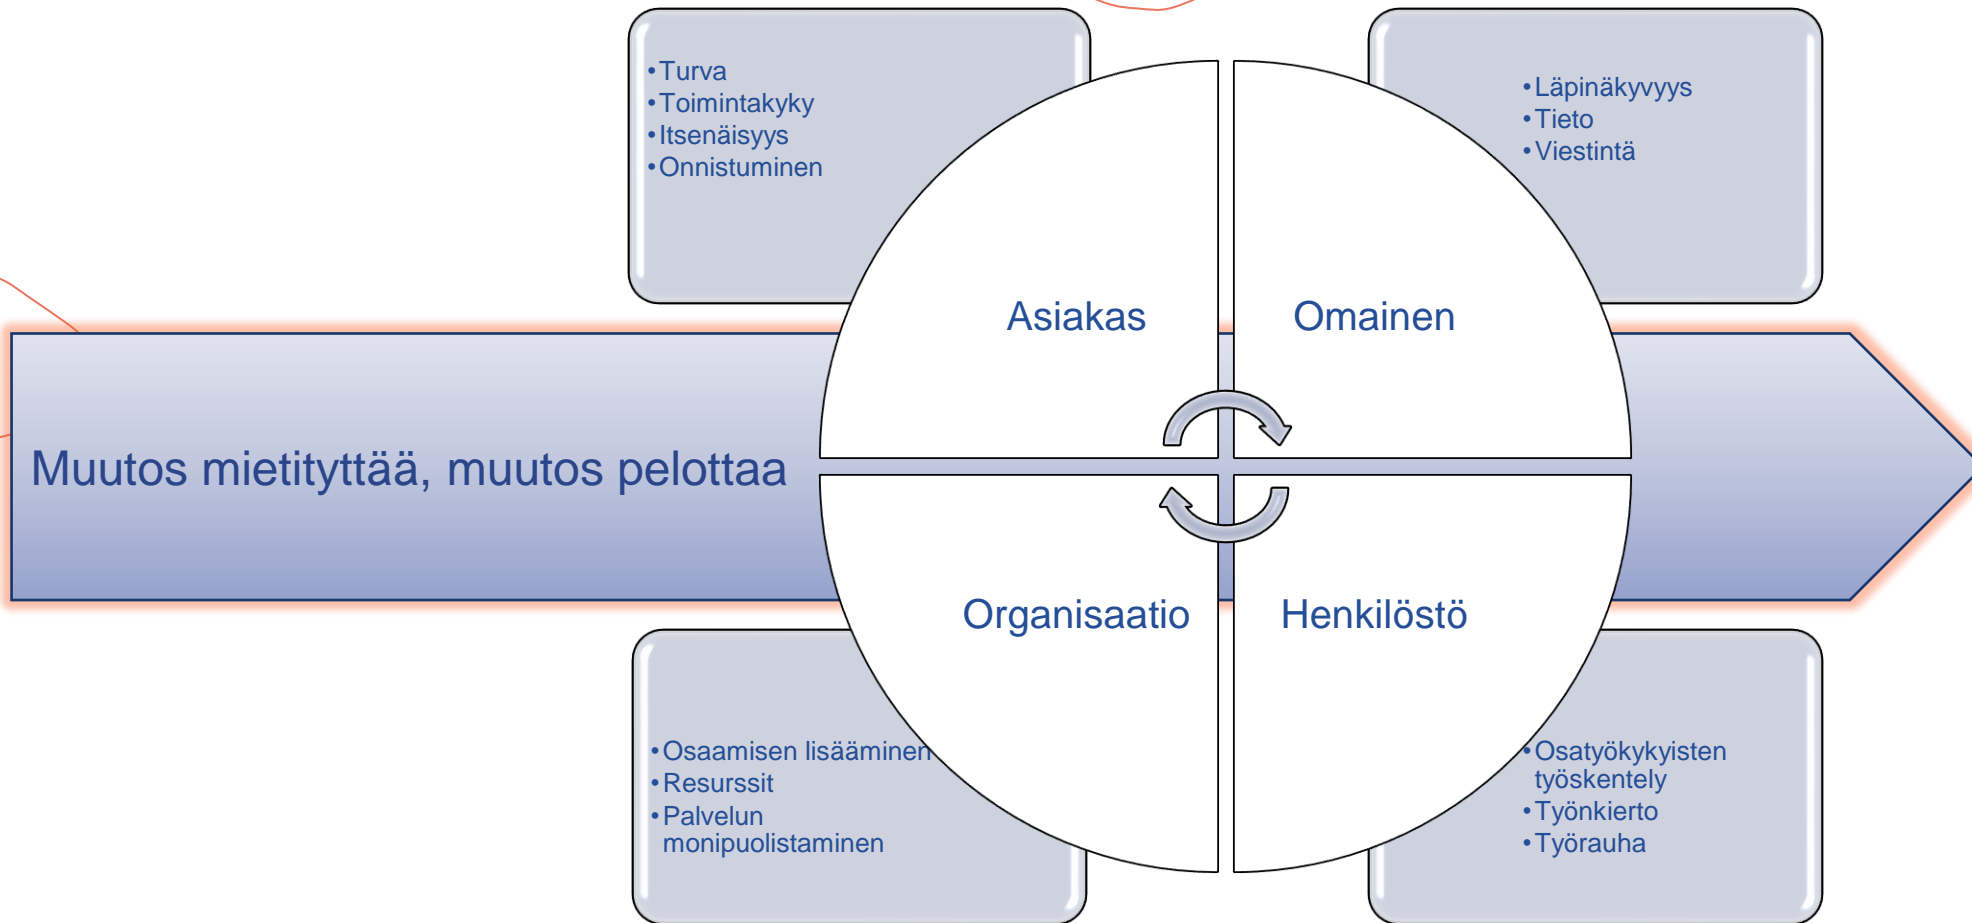 •Turva
•Toimintakyky
•Itsenäisyys
•Onnistuminen
•Läpinäkyvyys
•Tieto
•Viestintä
Asiakas
Omainen
Muutos mietityttää, muutos pelottaa
Organisaatio
Henkilöstö
•Osaamisen lisääminen
•Resurssit
•Palvelun
monipuolistaminen
•Osatyökykyisten
työskentely
•Työnkierto
•Työrauha